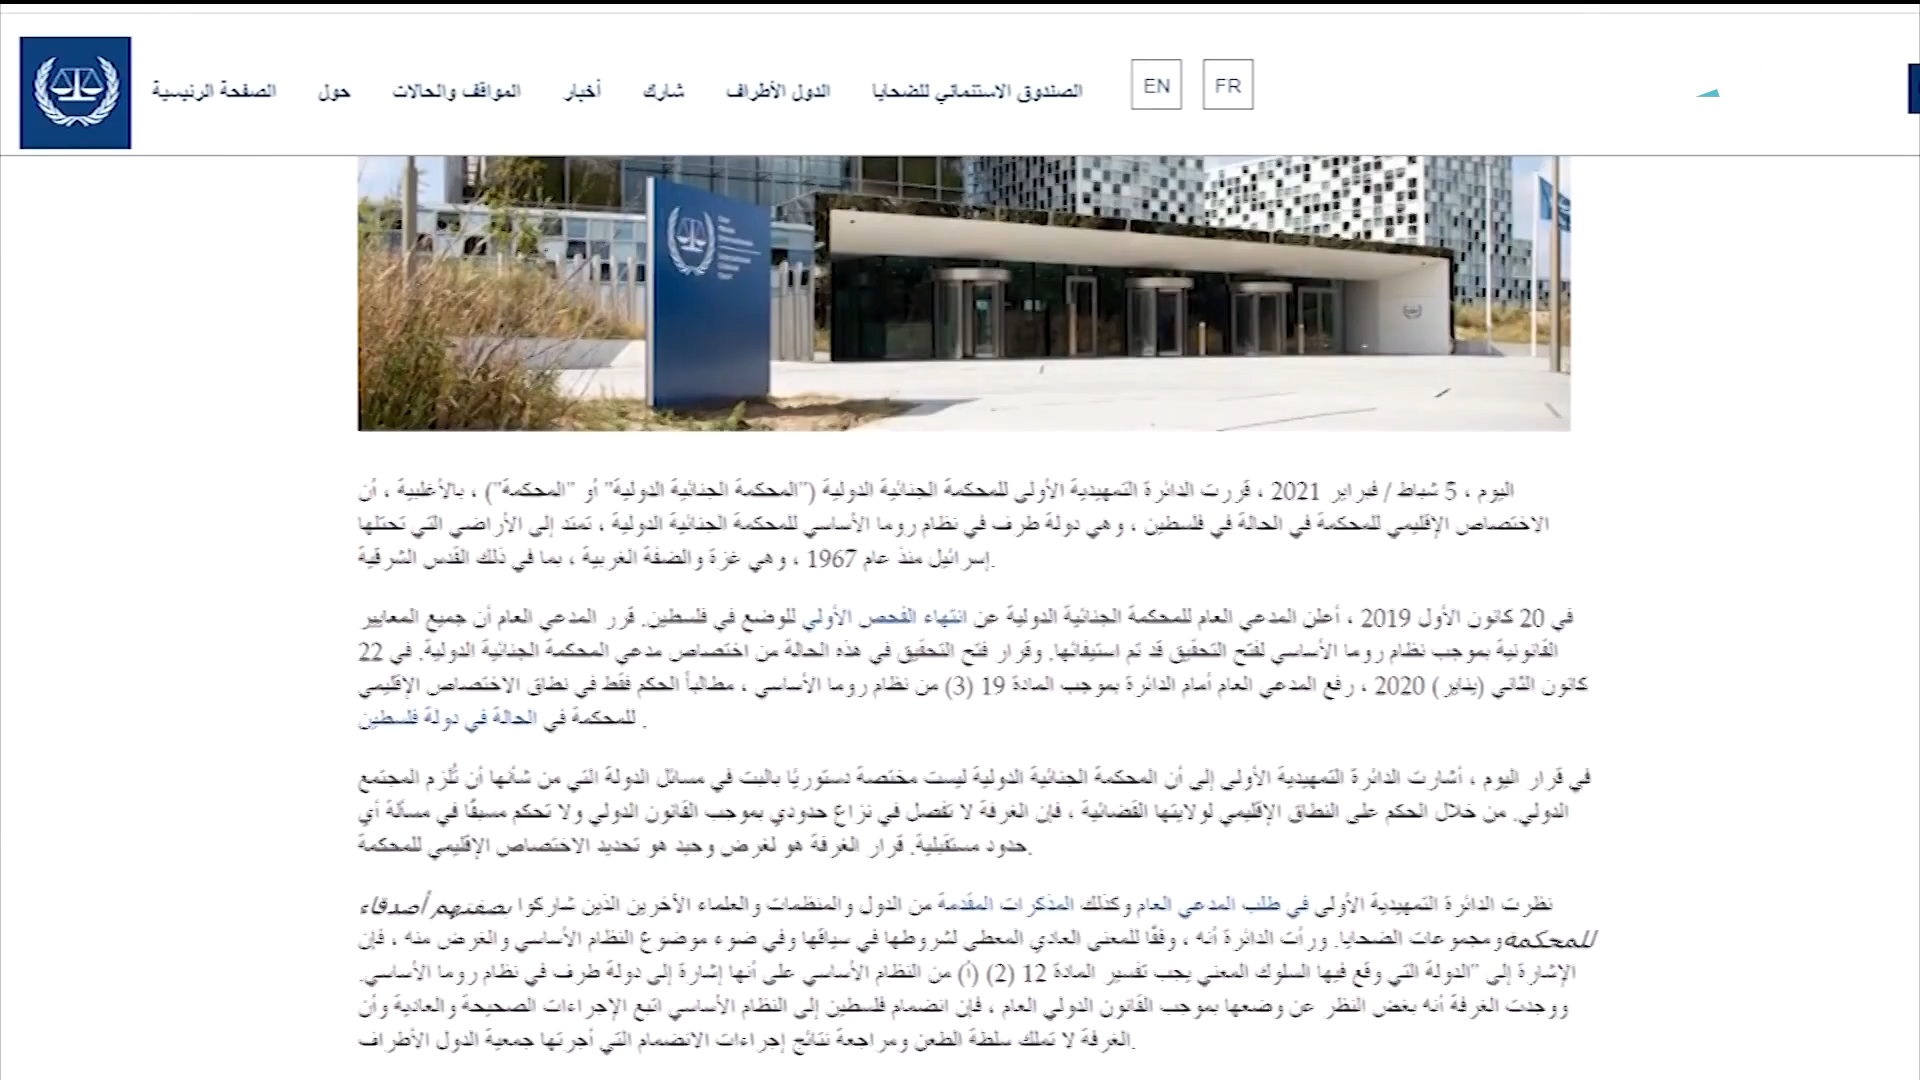 الصفحة الرئيسية
حول
المواقف والحالات
أخبار
شارك
الدول الأطراف
الصندوق الاستئماني للضحايا
EN
FR
اليوم ، 5 شباط / فبراير 2021 ، قررت الدائرة التمهيدية الأولى للمحكمة الجنائية الدولية ("المحكمة الجنائية الدولية" أو "المحكمة") ، بالأغلبية ، أن
الاختصاص الإقليمي للمحكمة في الحالة في فلسطين ، وهي دولة طرف في نظام روما الأساسي للمحكمة الجنائية الدولية ، تمتد إلى الأراضي التي تحتلها
إسرائيل منذ عام 1967 ، وهي غزة والضفة الغربية ، بما في ذلك القدس الشرقية.
في 20 كانون الأول 2019 ، أعلن المدعي العام للمحكمة الجنائية الدولية عن انتهاء الفحص الأولي للوضع في فلسطين. قرر المدعي العام أن جميع المعايير
القانونية بموجب نظام روما الأساسي لفتح التحقيق قد تم استيفائها. وقرار فتح التحقيق في هذه الحالة من اختصاص مدعي المحكمة الجنائية الدولية. في 22
كانون الثاني (يناير) 2020 ، رفع المدعي العام أمام الدائرة بموجب المادة 19 (3) من نظام روما الأساسي ، مطالباً الحكم فقط في نطاق الاختصاص الإقليمي
للمحكمة في الحالة في دولة فلسطين .
في قرار اليوم ، أشارت الدائرة التمهيدية الأولى إلى أن المحكمة الجنائية الدولية ليست مختصة دستوريًا بالبت في مسائل الدولة التي من شأنها أن تُلزم المجتمع
الدولي. من خلال الحكم على النطاق الإقليمي لولايتها القضائية ، فإن الغرفة لا تفصل في نزاع حدودي بموجب القانون الدولي ولا تحكم مسبقًا في مسألة أي
حدود مستقبلية. قرار الغرفة هو لغرض وحيد هو تحديد الاختصاص الإقليمي للمحكمة.
نظرت الدائرة التمهيدية الأولى في طلب المدعي العام وكذلك المذكرات المقدمة من الدول والمنظمات والعلماء الآخرين الذين شاركوا بصفتهم أصدقاء
للمحكمة ومجموعات الضحايا. ورأت الدائرة أنه ، وفقًا للمعنى العادي المعطى لشروطها في سياقها وفي ضوء موضوع النظام الأساسي والغرض منه ، فإن
الإشارة إلى "الدولة التي وقع فيها السلوك المعني يجب تفسير المادة 12 (2) (أ) من النظام الأساسي على أنها إشارة إلى دولة طرف في نظام روما الأساسي.
ووجدت الغرفة أنه بغض النظر عن وضعها بموجب القانون الدولي العام ، فإن انضمام فلسطين إلى النظام الأساسي اتبع الإجراءات الصحيحة والعادية وأن
الغرفة لا تملك سلطة الطعن ومراجعة نتائج إجراءات الانضمام التي أجرتها جمعية الدول الأطراف.